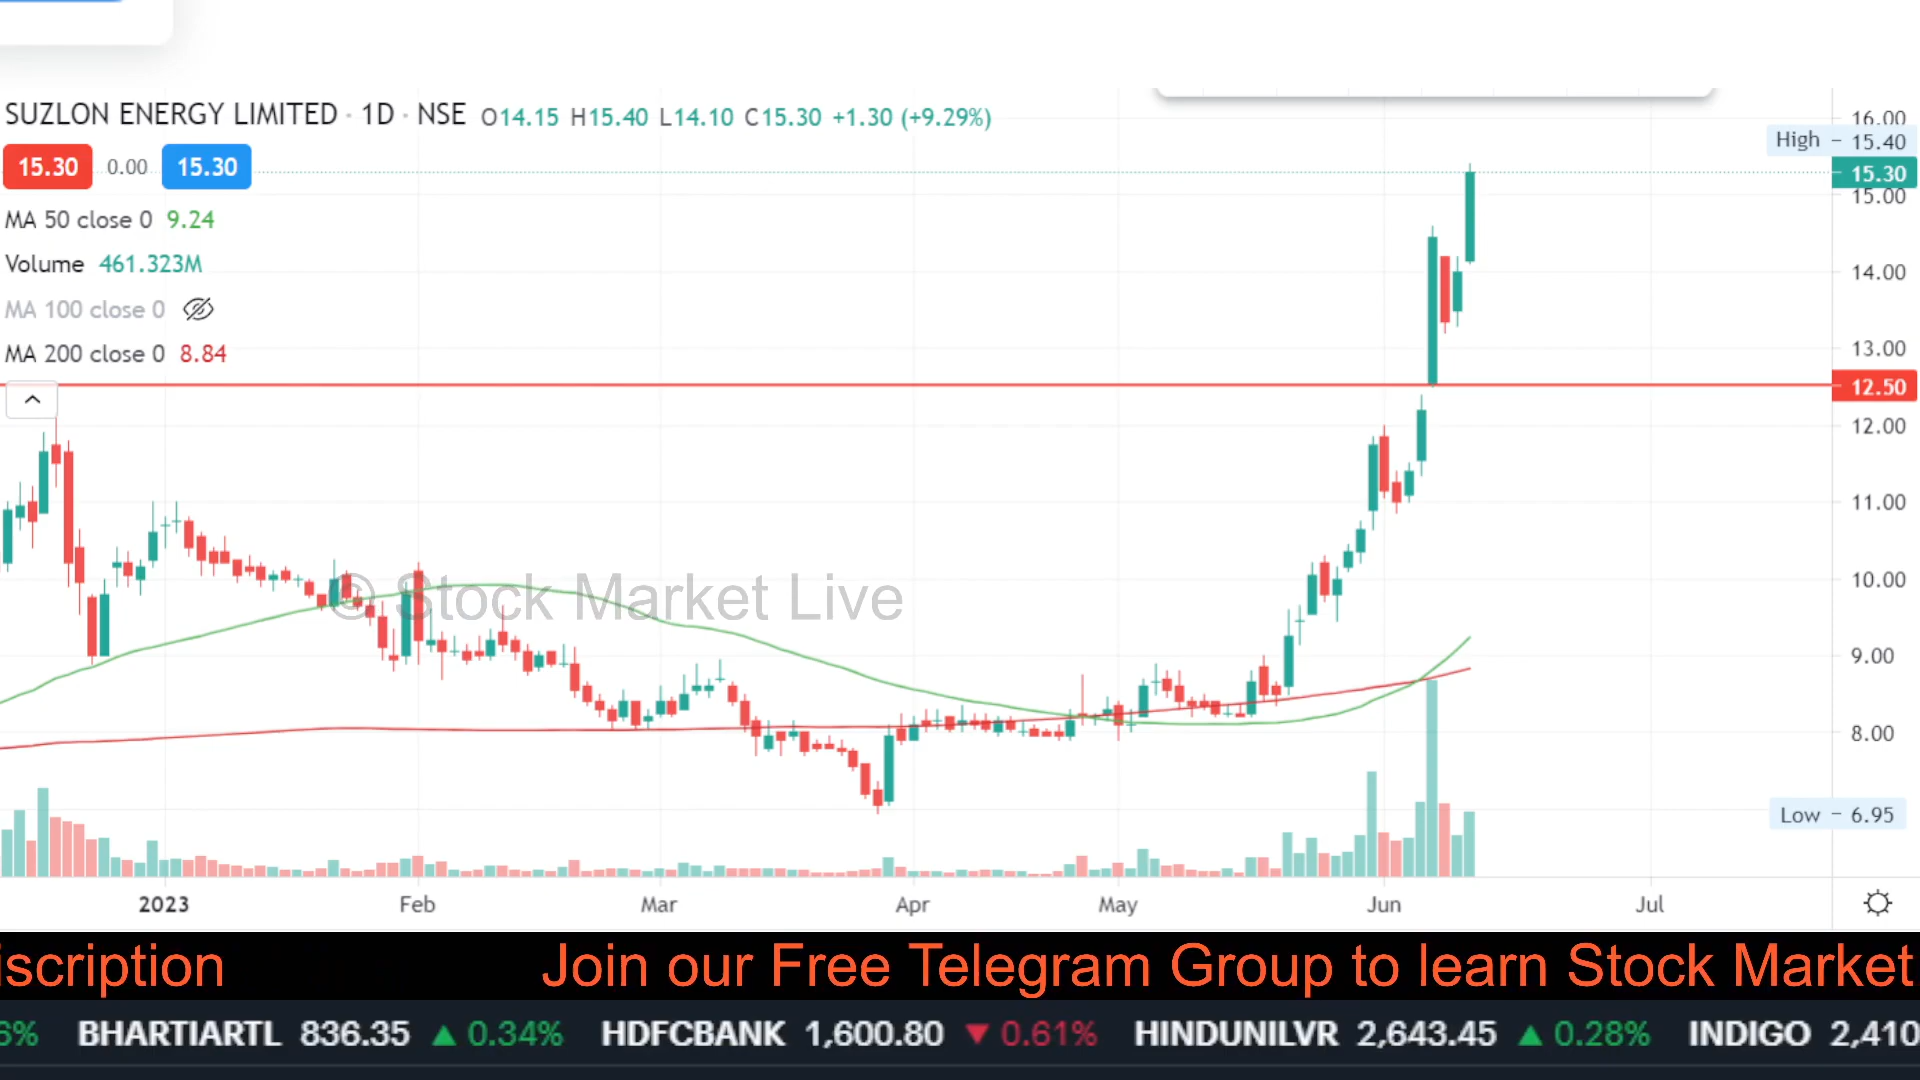 SUZLON ENERGY LIMITED · 1D · NSE O14.15 H15.40 L14.10 C15.30 +1.30 (+9.29%)
15.30 0.00 15.30
MA 50 close 0 9.24
Volume 461.323M
MA 100 close 0
MA 200 close 0 8.84
16.00
High 15.40
15.30
15.00
14.00
13.00
12.50
12.00
11.00
10.00
© Stock Market Live
9.00
8.00
Low 6.95
2023 Feb Mar Apr May Jun Jul
iscription Join our Free Telegram Group to learn Stock Market
6% BHARTIARTL 836.35 ▲ 0.34% HDFCBANK 1,600.80 ▼ 0.61% HINDUNILVR 2,643.45 ▲ 0.28% INDIGO 2,410